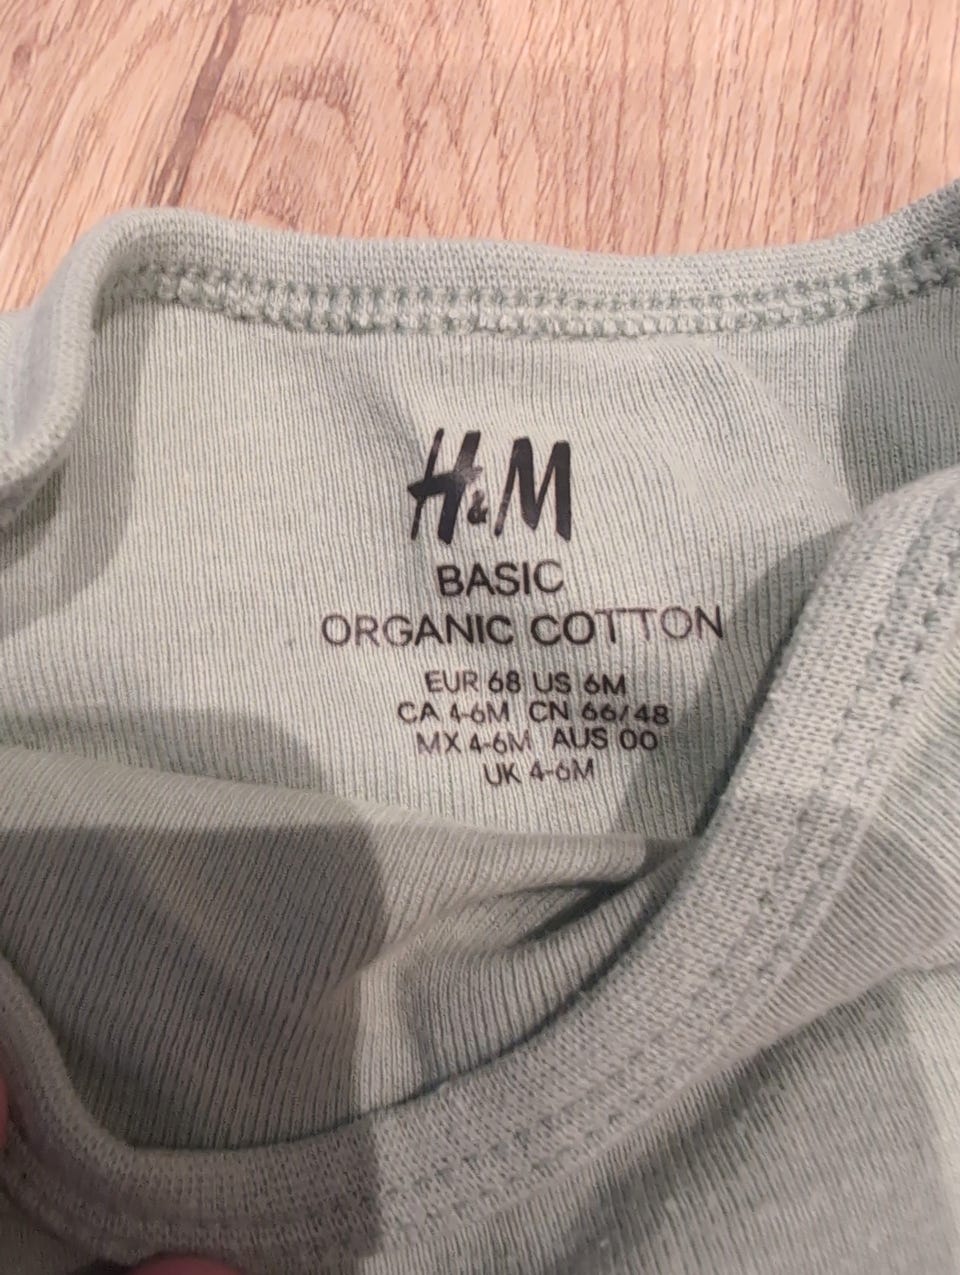 H&M
BASIC
ORGANIC COTTON
EUR 68 US 6M
CA 4-6M CN 66/48
MX 4-6M AUS 00
UK 4-6M